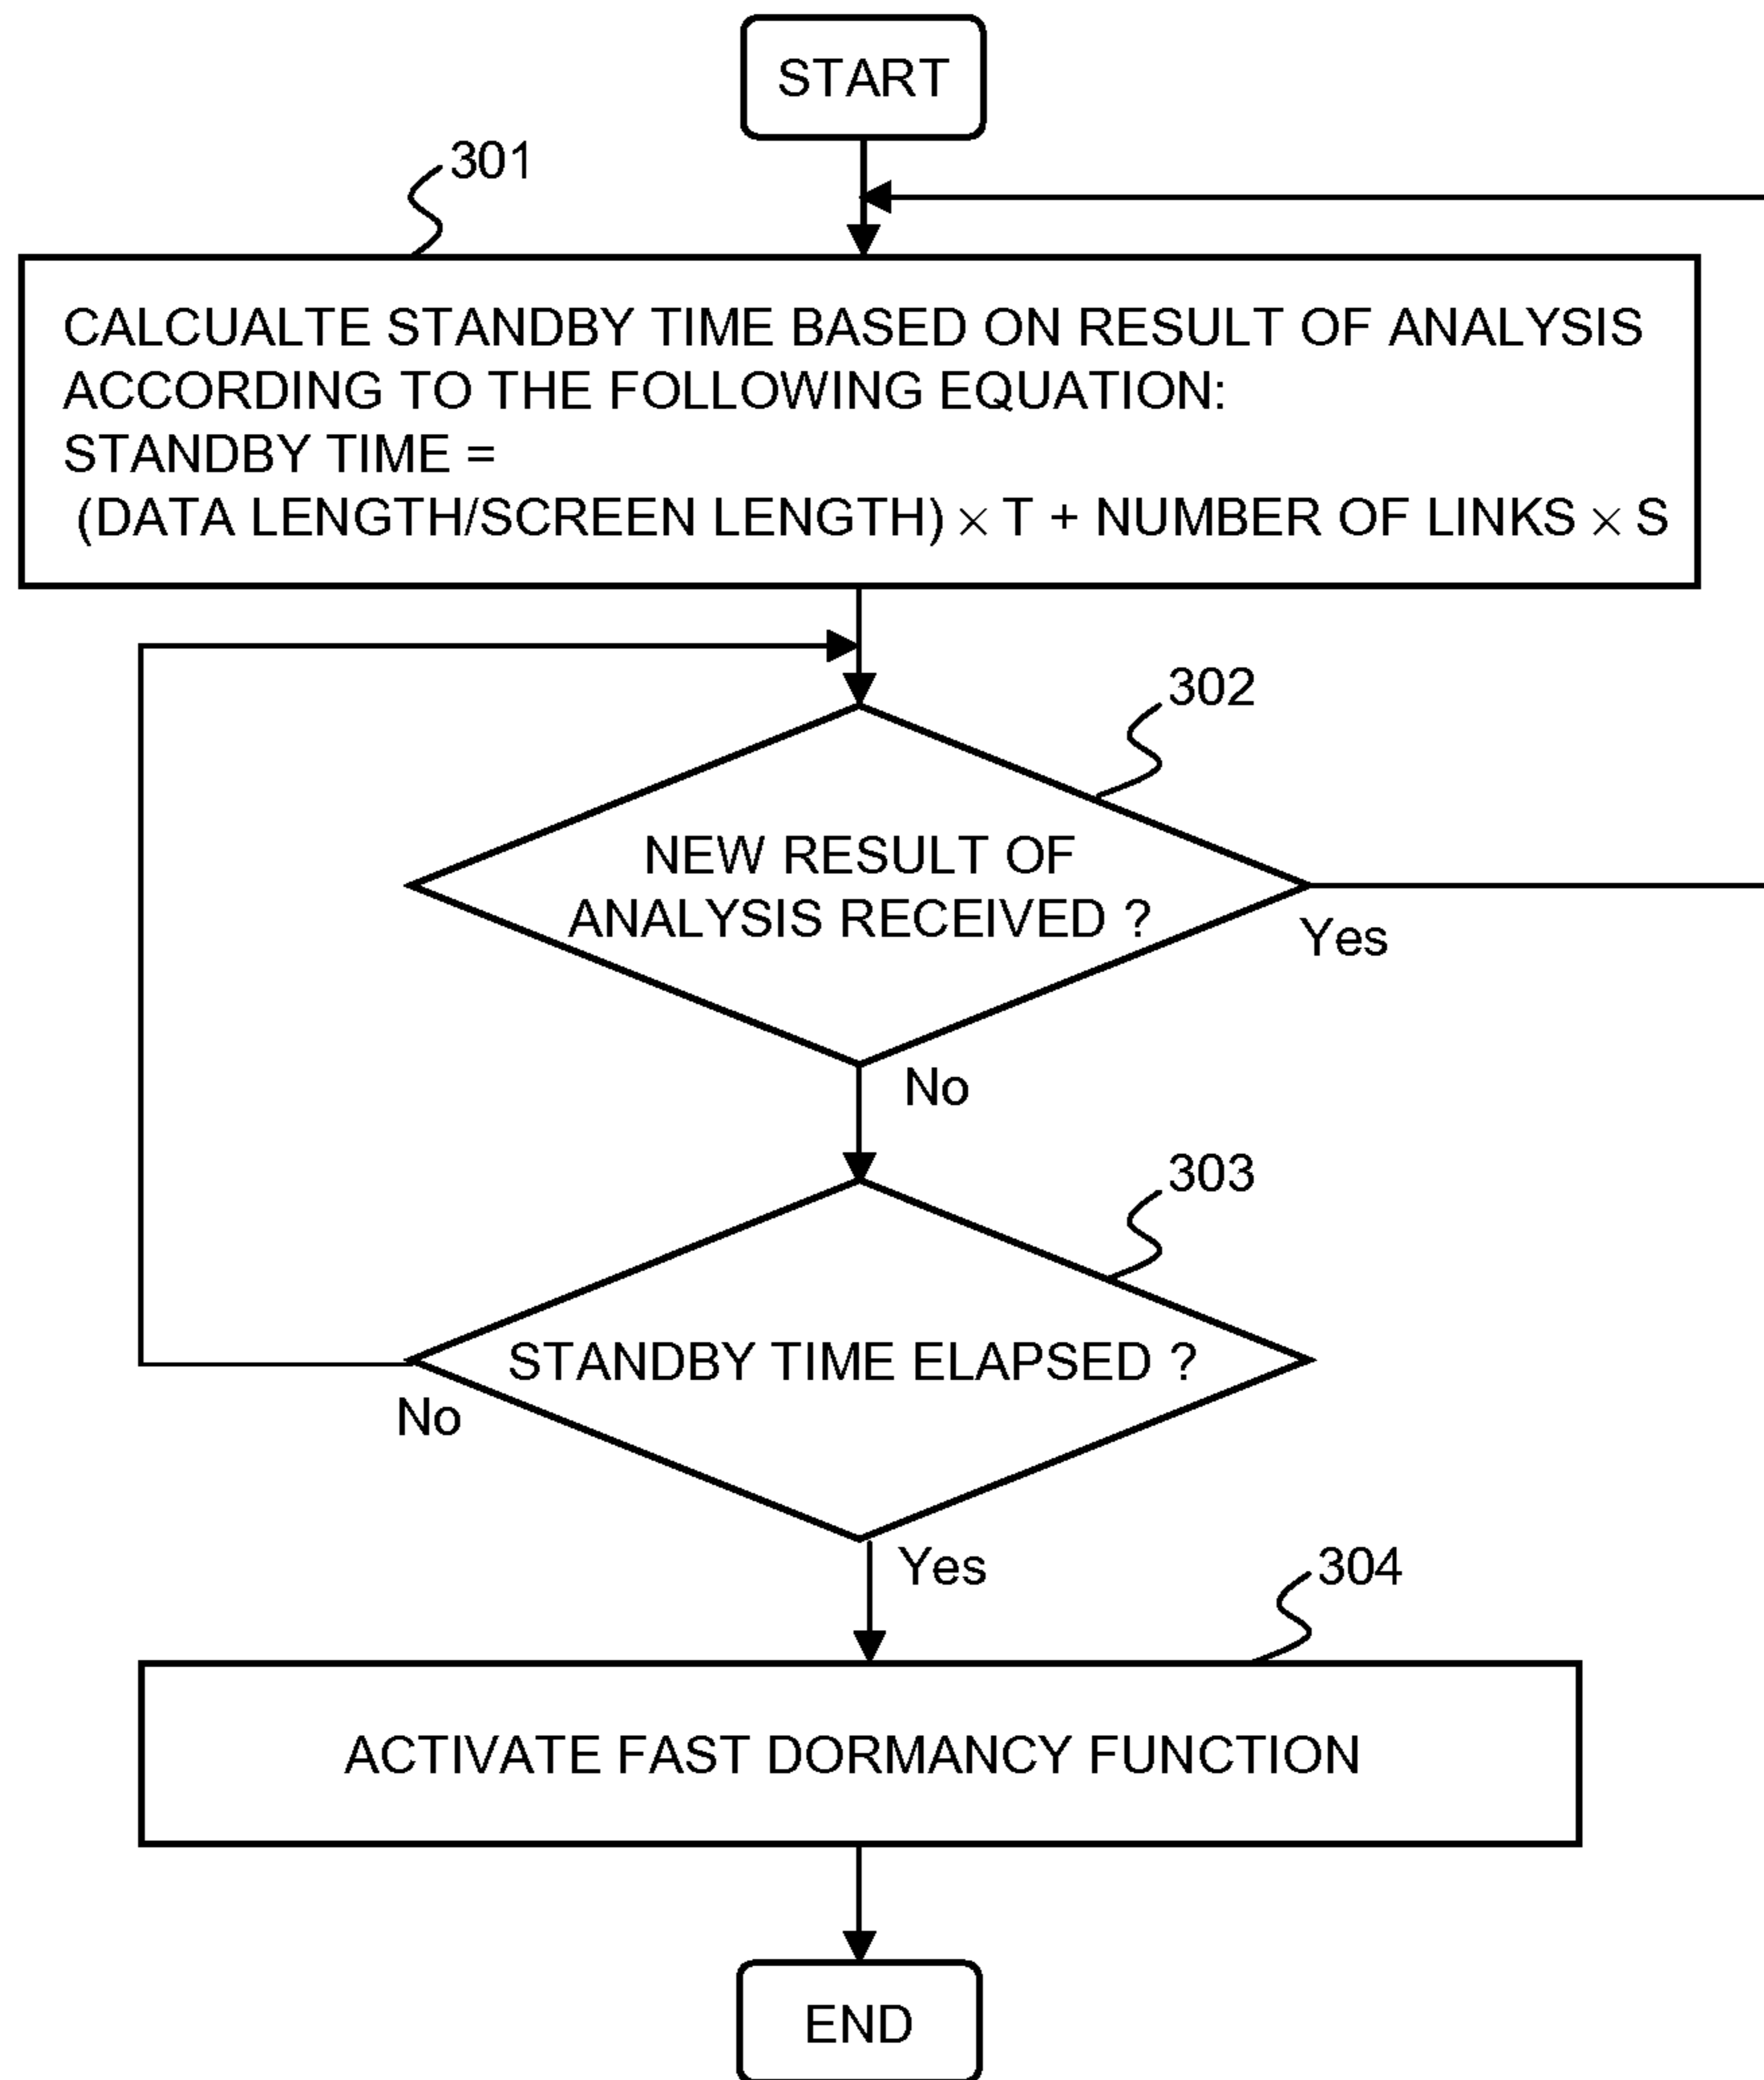 START
301
CALCUALTE STANDBY TIME BASED ON RESULT OF ANALYSIS
ACCORDING TO THE FOLLOWING EQUATION:
STANDBY TIME =
(DATA LENGTH/SCREEN LENGTH) × T + NUMBER OF LINKS × S
302
NEW RESULT OF
ANALYSIS RECEIVED ?
Yes
No
303
STANDBY TIME ELAPSED ?
No
Yes
304
ACTIVATE FAST DORMANCY FUNCTION
END